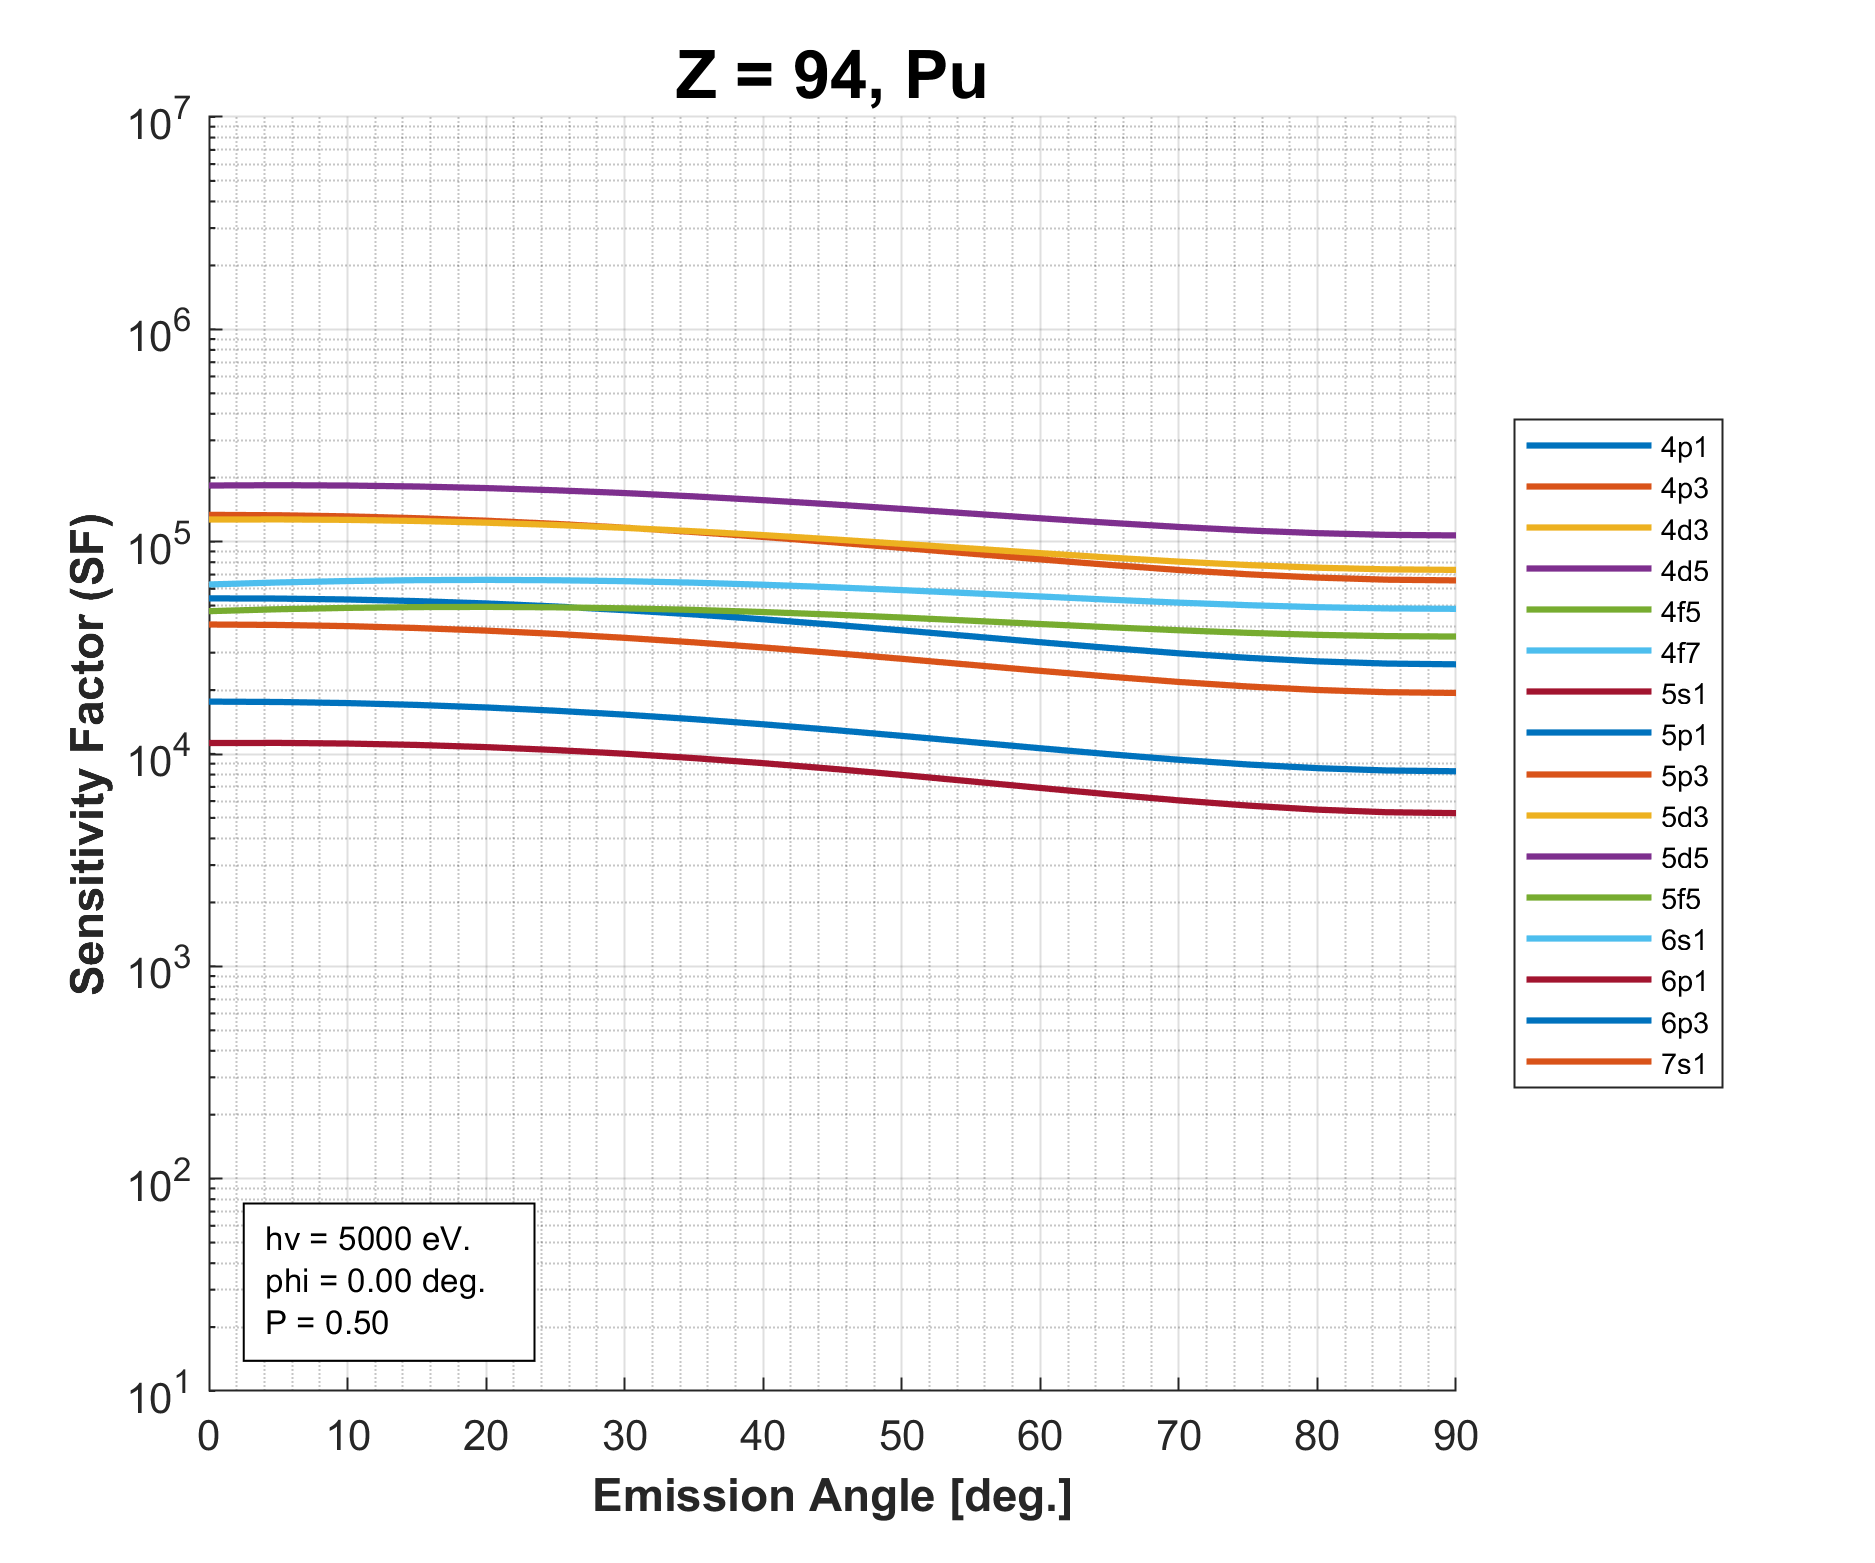 Z = 94, Pu
10^7
10^6
10^5
10^4
10^3
10^2
10^1
Sensitivity Factor (SF)
hv = 5000 eV.
phi = 0.00 deg.
P = 0.50
0 10 20 30 40 50 60 70 80 90
Emission Angle [deg.]
4p1
4p3
4d3
4d5
4f5
4f7
5s1
5p1
5p3
5d3
5d5
5f5
6s1
6p1
6p3
7s1